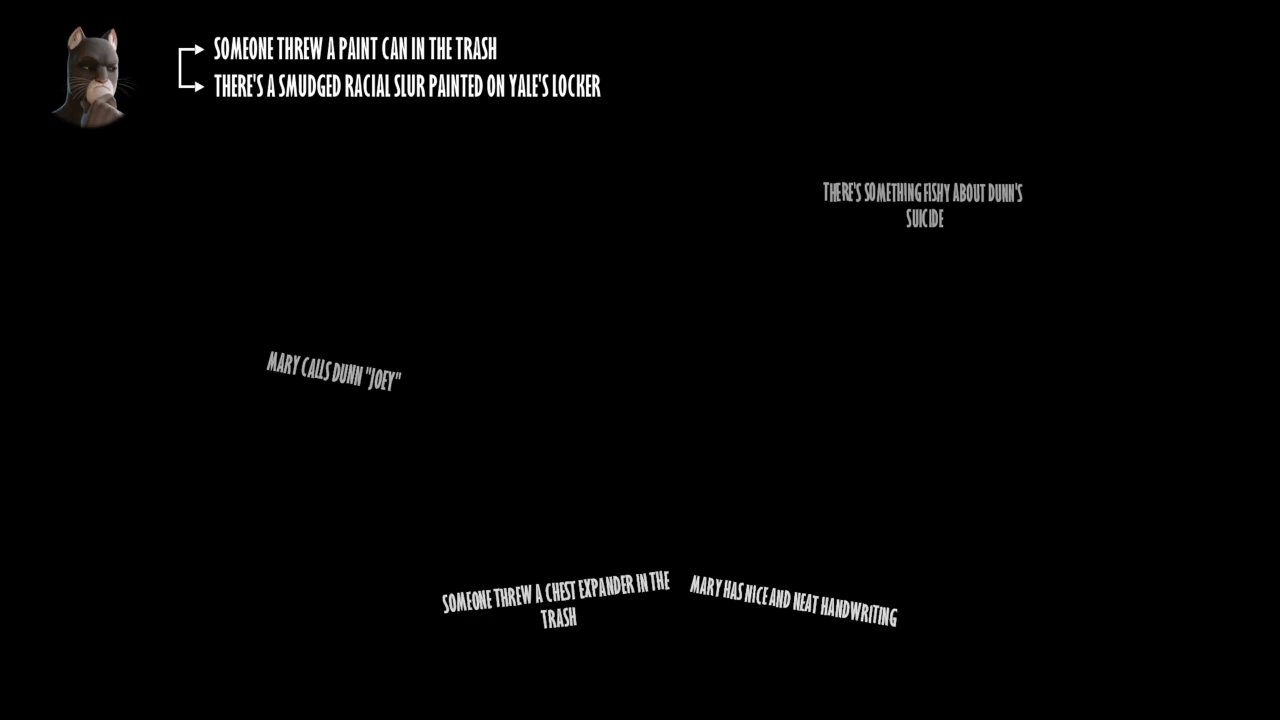 SOMEONE THREW A PAINT CAN IN THE TRASH
THERE'S A SMUDGED RACIAL SLUR PAINTED ON YALE'S LOCKER
THERE'S SOMETHING FISHY ABOUT DUNN'S
SUICIDE
MARY CALLS DUNN "JOEY"
SOMEONE THREW A CHEST EXPANDER IN THE
TRASH
MARY HAS NICE AND NEAT HANDWRITING